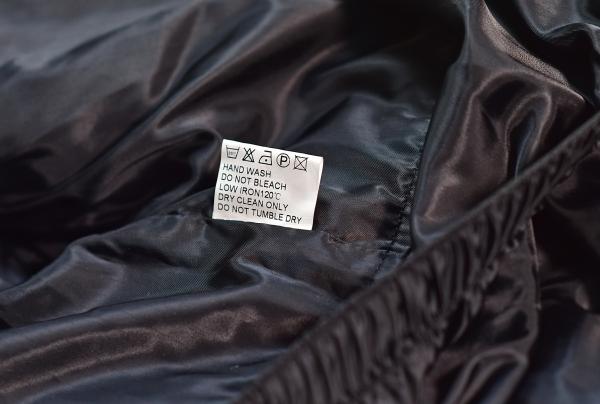 HAND WASH
DO NOT BLEACH
LOW IRON120℃
DRY CLEAN ONLY
DO NOT TUMBLE DRY